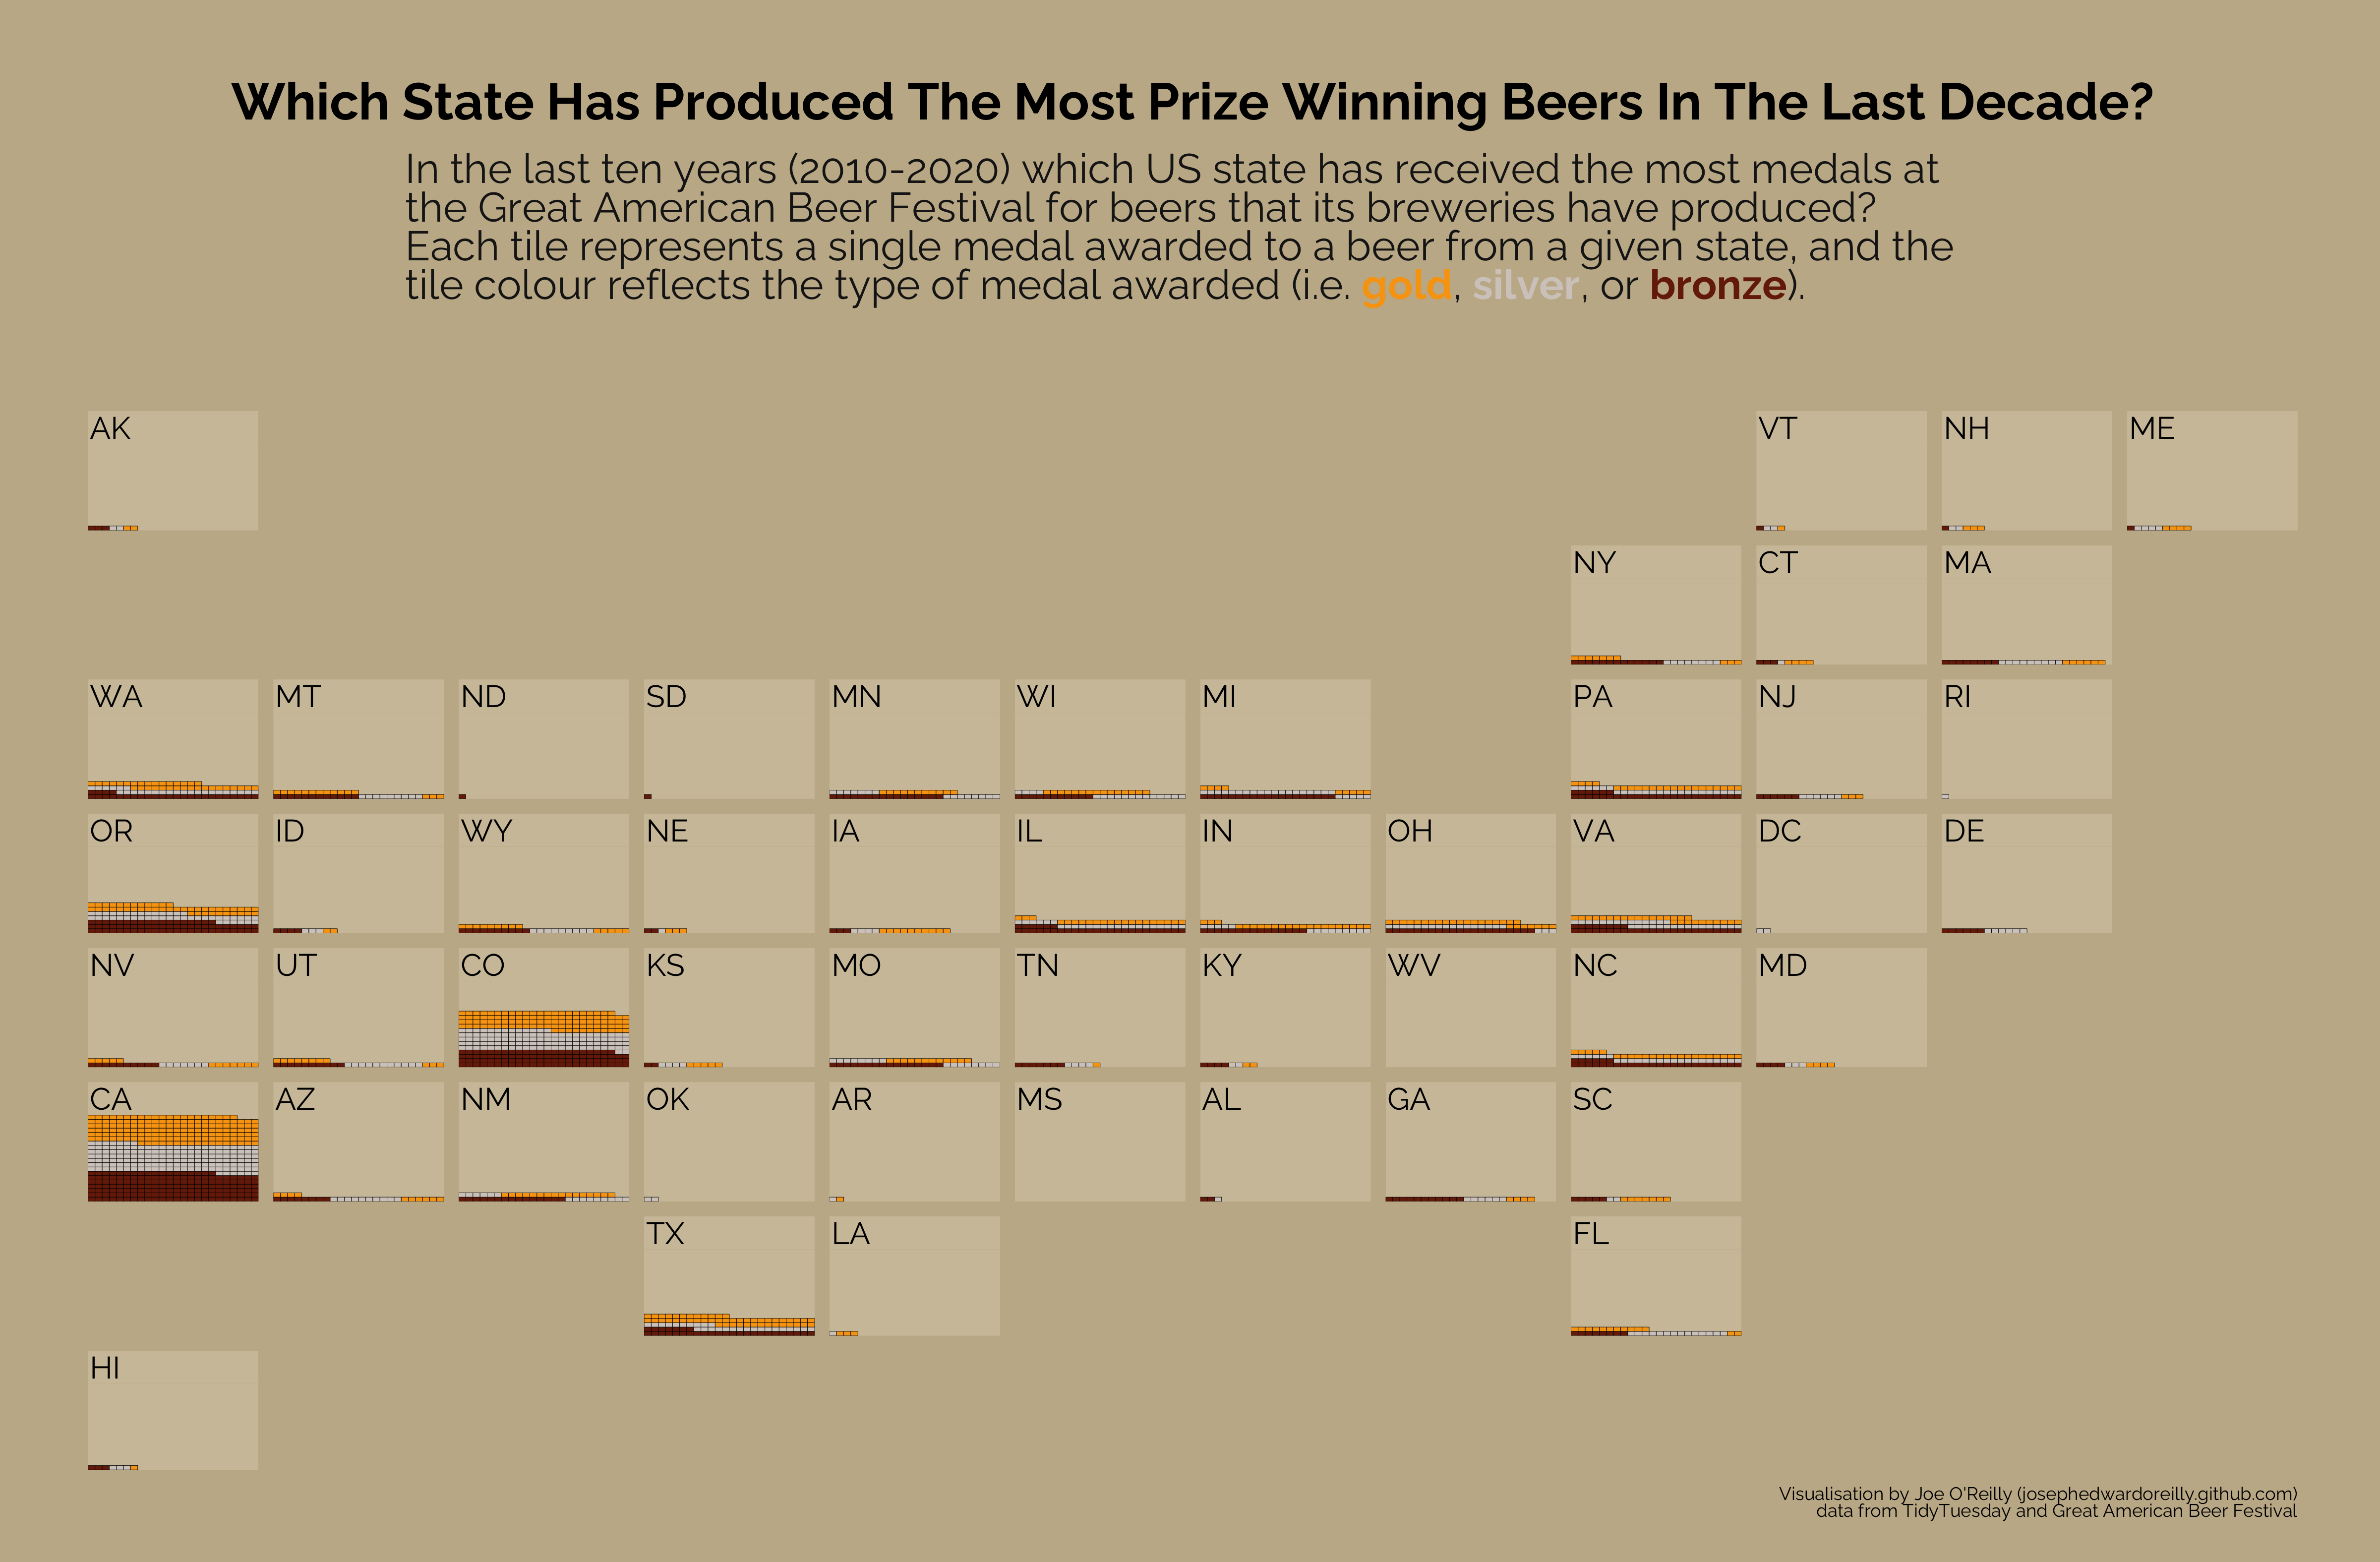 Which State Has Produced The Most Prize Winning Beers In The Last Decade?
In the last ten years (2010-2020) which US state has received the most medals at
the Great American Beer Festival for beers that its breweries have produced?
Each tile represents a single medal awarded to a beer from a given state, and the
tile colour reflects the type of medal awarded (i.e. gold, silver, or bronze).
AK
VT
NH
ME
NY
CT
MA
WA
MT
ND
SD
MN
WI
MI
PA
NJ
RI
OR
ID
WY
NE
IA
IL
IN
OH
VA
DC
DE
NV
UT
CO
KS
MO
TN
KY
WV
NC
MD
CA
AZ
NM
OK
AR
MS
AL
GA
SC
TX
LA
FL
HI
Visualisation by Joe O'Reilly (josephedwardoreilly.github.com)
data from TidyTuesday and Great American Beer Festival